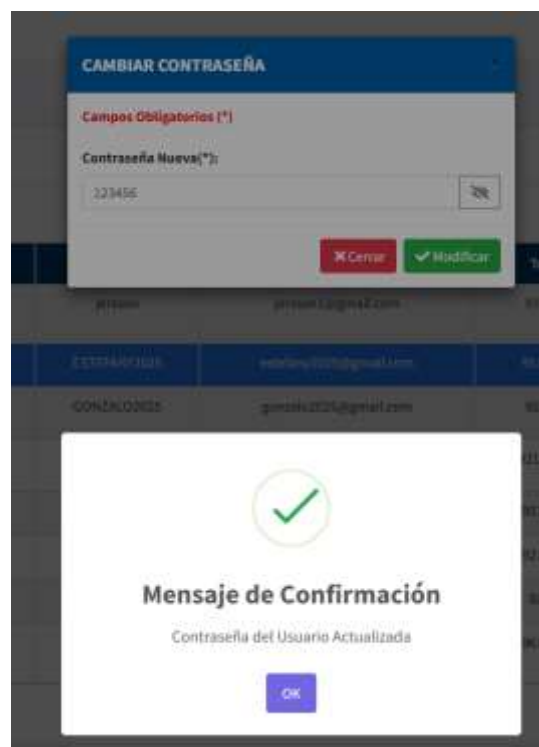 CAMBIAR CONTRASEÑA
Campos Obligatorios (*)
Contraseña Nueva(*):
123456
Cerrar Modificar
GONZALO2025 gonzalo2025@gmail.com
Mensaje de Confirmación
Contraseña del Usuario Actualizada
OK